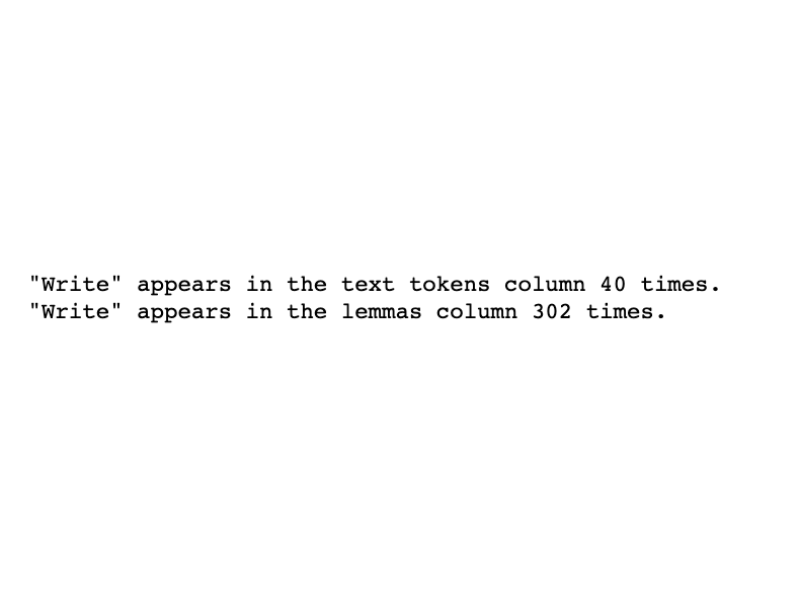 "Write" appears in the text tokens column 40 times.
"Write" appears in the lemmas column 302 times.